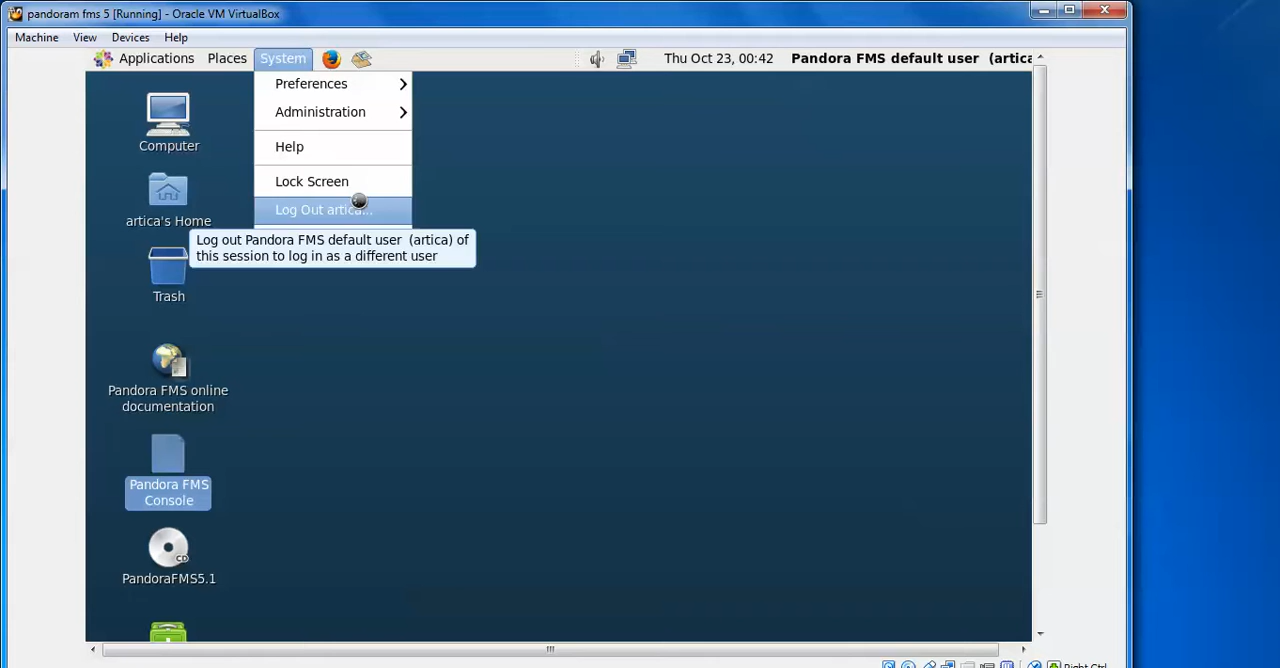 pandoram fms 5 [Running] - Oracle VM VirtualBox
Machine View Devices Help
Applications Places System Thu Oct 23, 00:42 Pandora FMS default user (artica
Preferences
Administration
Help
Lock Screen
Log Out artica...
Log out Pandora FMS default user (artica) of
this session to log in as a different user
Computer
artica's Home
Trash
Pandora FMS online
documentation
Pandora FMS
Console
CD
PandoraFMS5.1
Right Ctrl